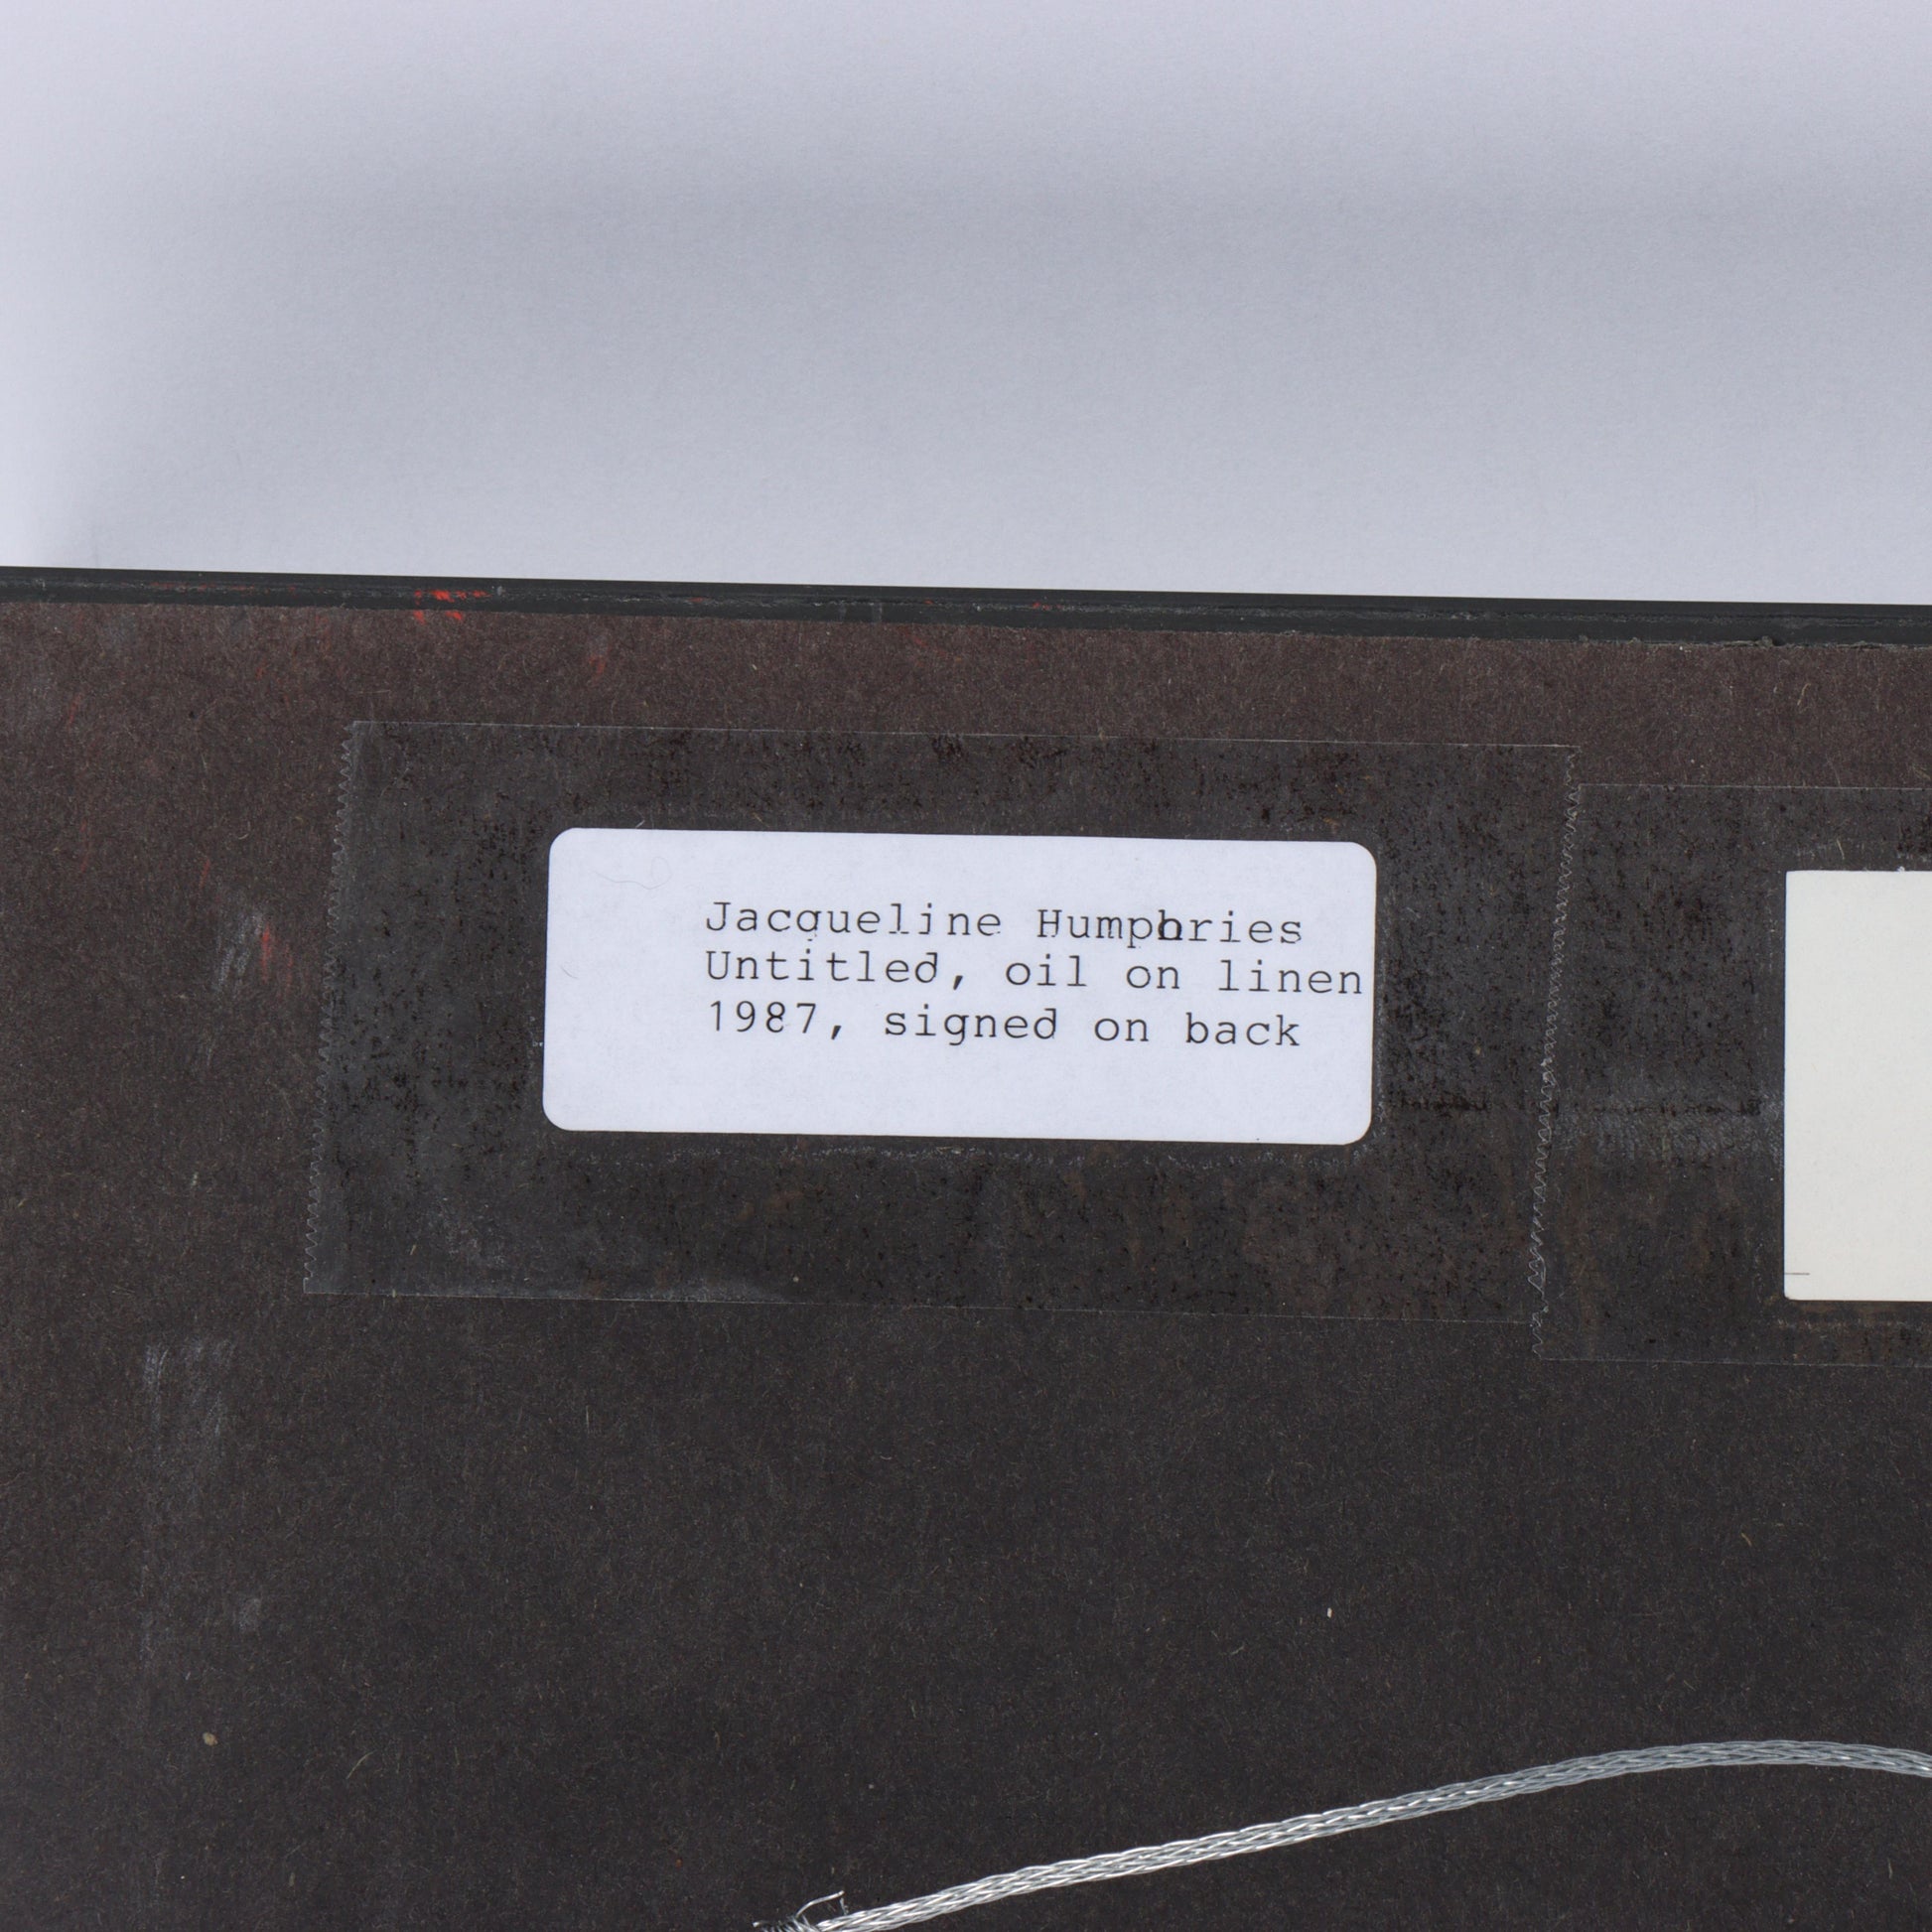 Jacqueline Humphries
Untitled, oil on linen
1987, signed on back